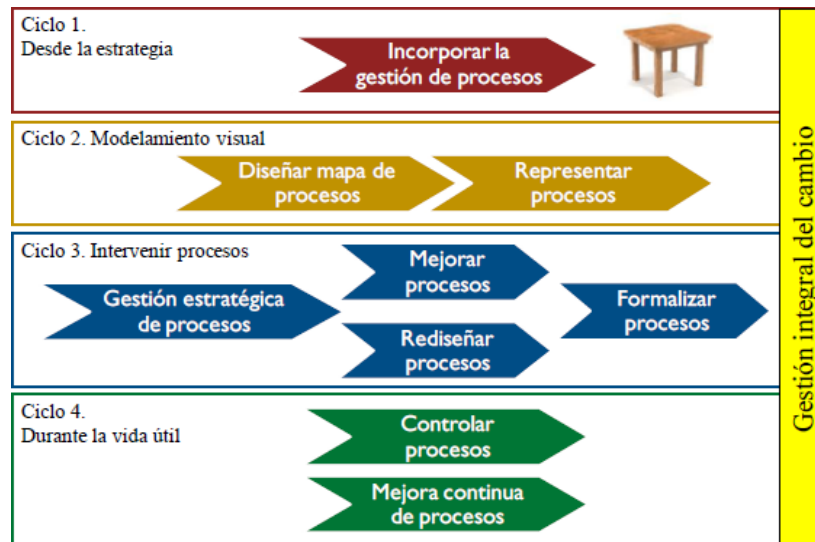 Ciclo 1.
Desde la estrategia
Incorporar la
gestión de procesos
Ciclo 2. Modelamiento visual
Diseñar mapa de
procesos
Representar
procesos
Ciclo 3. Intervenir procesos
Gestión estratégica
de procesos
Mejorar
procesos
Rediseñar
procesos
Formalizar
procesos
Ciclo 4.
Durante la vida útil
Controlar
procesos
Mejora continua
de procesos
Gestión integral del cambio